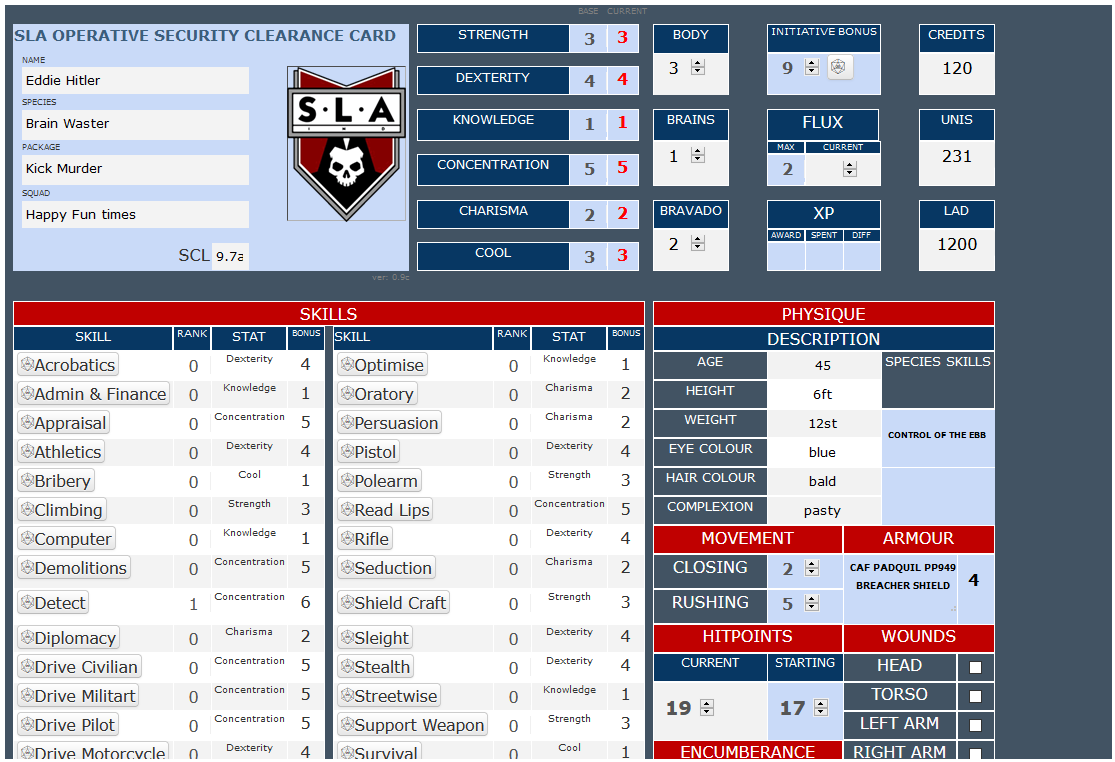 BASE CURRENT
SLA OPERATIVE SECURITY CLEARANCE CARD
NAME
Eddie Hitler
SPECIES
Brain Waster
PACKAGE
Kick Murder
SQUAD
Happy Fun times
SCL 9.7a
S·L·A
IND
ver: 0.9c
STRENGTH 3 3
DEXTERITY 4 4
KNOWLEDGE 1 1
CONCENTRATION 5 5
CHARISMA 2 2
COOL 3 3
BODY
3
BRAINS
1
BRAVADO
2
INITIATIVE BONUS
9
FLUX
MAX CURRENT
2
XP
AWARD SPENT DIFF
CREDITS
120
UNIS
231
LAD
1200
SKILLS
SKILL RANK STAT BONUS SKILL RANK STAT BONUS
Acrobatics 0 Dexterity 4 Optimise 0 Knowledge 1
Admin & Finance 0 Knowledge 1 Oratory 0 Charisma 2
Appraisal 0 Concentration 5 Persuasion 0 Charisma 2
Athletics 0 Dexterity 4 Pistol 0 Dexterity 4
Bribery 0 Cool 1 Polearm 0 Strength 3
Climbing 0 Strength 3 Read Lips 0 Concentration 5
Computer 0 Knowledge 1 Rifle 0 Dexterity 4
Demolitions 0 Concentration 5 Seduction 0 Charisma 2
Detect 1 Concentration 6 Shield Craft 0 Strength 3
Diplomacy 0 Charisma 2 Sleight 0 Dexterity 4
Drive Civilian 0 Concentration 5 Stealth 0 Dexterity 4
Drive Militart 0 Concentration 5 Streetwise 0 Knowledge 1
Drive Pilot 0 Concentration 5 Support Weapon 0 Strength 3
Drive Motorcycle 0 Dexterity 4 Survival 0 Cool 1
PHYSIQUE
DESCRIPTION
AGE 45 SPECIES SKILLS
HEIGHT 6ft
WEIGHT 12st CONTROL OF THE EBB
EYE COLOUR blue
HAIR COLOUR bald
COMPLEXION pasty
MOVEMENT ARMOUR
CLOSING 2 CAF PADQUIL PP949
BREACHER SHIELD 4
RUSHING 5
HITPOINTS WOUNDS
CURRENT STARTING HEAD
TORSO
19 17 LEFT ARM
ENCUMBERANCE RIGHT ARM